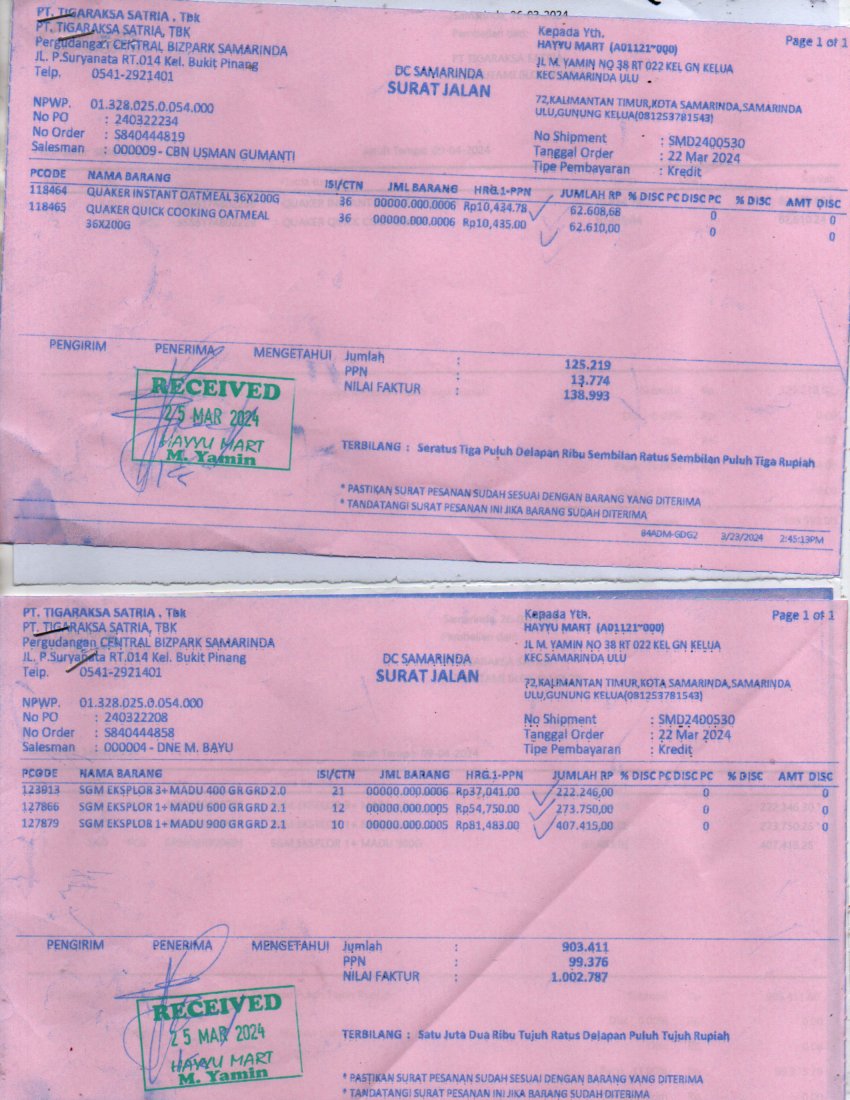 PT. TIGARAKSA SATRIA . Tbk
PT. TIGARAKSA SATRIA, TBK
Pergudangan CENTRAL BIZPARK SAMARINDA
JL. P.Suryanata RT.014 Kel. Bukit Pinang
Telp. 0541-2921401
NPWP. 01.328.025.0.054.000
No PO : 240322234
No Order : S840444819
Salesman : 000009 - CBN USMAN GUMANTI
DC SAMARINDA
SURAT JALAN
Kepada Yth.
HAYYU MART (A01121~000)
JL M. YAMIN NO 38 RT 022 KEL GN KELUA
KEC SAMARINDA ULU
72,KALIMANTAN TIMUR,KOTA SAMARINDA,SAMARINDA
ULU,GUNUNG KELUA(081253781543)
No Shipment : SMD2400530
Tanggal Order : 22 Mar 2024
Tipe Pembayaran : Kredit
Page 1 of 1
PCODE NAMA BARANG ISI/CTN JML BARANG HRG.1-PPN JUMLAH RP % DISC PC DISC PC % DISC AMT DISC
118464 QUAKER INSTANT OATMEAL 36X200G 36 00000.000.0006 Rp10,434.78 62.608,68 0 0
118465 QUAKER QUICK COOKING OATMEAL 36 00000.000.0006 Rp10,435.00 62.610,00 0 0
36X200G
PENGIRIM PENERIMA MENGETAHUI
Jumlah : 125.219
PPN : 13.774
NILAI FAKTUR : 138.993
RECEIVED
25 MAR 2024
HAYYU MART
M. Yamin
TERBILANG : Seratus Tiga Puluh Delapan Ribu Sembilan Ratus Sembilan Puluh Tiga Rupiah
* PASTIKAN SURAT PESANAN SUDAH SESUAI DENGAN BARANG YANG DITERIMA
* TANDATANGI SURAT PESANAN INI JIKA BARANG SUDAH DITERIMA
84ADM-GDG2 3/23/2024 2:45:13PM
PT. TIGARAKSA SATRIA . Tbk
PT. TIGARAKSA SATRIA, TBK
Pergudangan CENTRAL BIZPARK SAMARINDA
JL. P.Suryanata RT.014 Kel. Bukit Pinang
Telp. 0541-2921401
NPWP. 01.328.025.0.054.000
No PO : 240322208
No Order : S840444858
Salesman : 000004 - DNE M. BAYU
DC SAMARINDA
SURAT JALAN
Kepada Yth.
HAYYU MART (A01121~000)
JL M. YAMIN NO 38 RT 022 KEL GN KELUA
KEC SAMARINDA ULU
72,KALIMANTAN TIMUR,KOTA SAMARINDA,SAMARINDA
ULU,GUNUNG KELUA(081253781543)
No Shipment : SMD2400530
Tanggal Order : 22 Mar 2024
Tipe Pembayaran : Kredit
Page 1 of 1
PCODE NAMA BARANG ISI/CTN JML BARANG HRG.1-PPN JUMLAH RP % DISC PC DISC PC % DISC AMT DISC
123913 SGM EKSPLOR 3+ MADU 400 GR GRD 2.0 21 00000.000.0006 Rp37,041.00 222.246,00 0 0
127866 SGM EKSPLOR 1+ MADU 600 GR GRD 2.1 12 00000.000.0005 Rp54,750.00 273.750,00 0 0
127879 SGM EKSPLOR 1+ MADU 900 GR GRD 2.1 10 00000.000.0005 Rp81,483.00 407.415,00 0 0
PENGIRIM PENERIMA MENGETAHUI
Jumlah : 903.411
PPN : 99.376
NILAI FAKTUR : 1.002.787
RECEIVED
25 MAR 2024
HAYYU MART
M. Yamin
TERBILANG : Satu Juta Dua Ribu Tujuh Ratus Delapan Puluh Tujuh Rupiah
* PASTIKAN SURAT PESANAN SUDAH SESUAI DENGAN BARANG YANG DITERIMA
* TANDATANGI SURAT PESANAN INI JIKA BARANG SUDAH DITERIMA